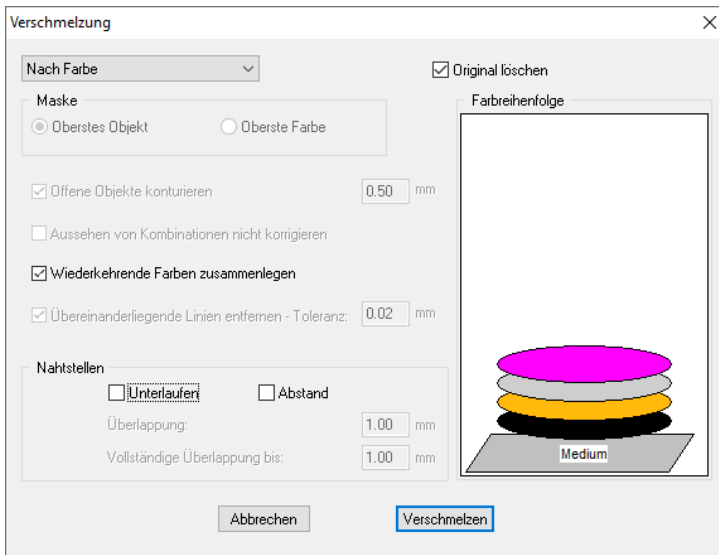 Verschmelzung
Nach Farbe
Original löschen
Maske
Oberstes Objekt
Oberste Farbe
Farbreihenfolge
Offene Objekte konturieren 0.50 mm
Aussehen von Kombinationen nicht korrigieren
Wiederkehrende Farben zusammenlegen
Übereinanderliegende Linien entfernen - Toleranz: 0.02 mm
Nahtstellen
Unterlaufen
Abstand
Überlappung: 1.00 mm
Vollständige Überlappung bis: 1.00 mm
Medium
Abbrechen
Verschmelzen